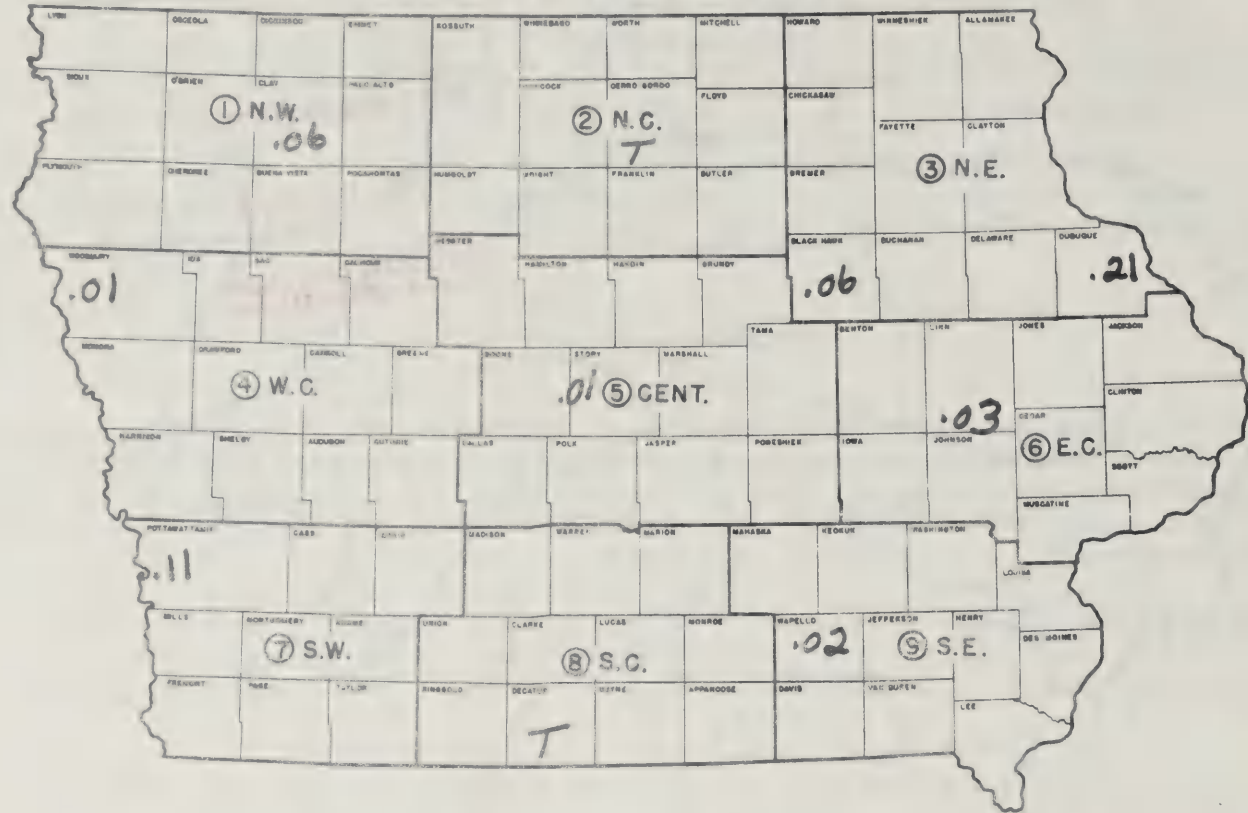 LYON OSCEOLA DICKINSON EMMET KOSSUTH WINNEBAGO WORTH MITCHELL HOWARD WINNESHIEK ALLAMAKEE
SIOUX O'BRIEN CLAY PALO ALTO HANCOCK CERRO GORDO FLOYD CHICKASAW
① N.W. ② N.C.
.06 T
FAYETTE CLAYTON
③ N.E.
PLYMOUTH CHEROKEE BUENA VISTA POCAHONTAS HUMBOLDT WRIGHT FRANKLIN BUTLER BREMER
WEBSTER BLACK HAWK BUCHANAN DELAWARE DUBUQUE
WOODBURY IDA SAC CALHOUN HAMILTON HARDIN GRUNDY
.01 .06 .21
TAMA BENTON LINN JONES JACKSON
MONONA CRAWFORD CARROLL GREENE BOONE STORY MARSHALL
④ W.C. .01 ⑤ CENT. .03
CLINTON
CEDAR
HARRISON SHELBY AUDUBON GUTHRIE DALLAS POLK JASPER POWESHIEK IOWA JOHNSON
⑥ E.C.
SCOTT
MUSCATINE
POTTAWATTAMIE CASS ADAIR MADISON WARREN MARION MAHASKA KEOKUK WASHINGTON
.11
LOUISA
MILLS MONTGOMERY ADAMS UNION CLARKE LUCAS MONROE WAPELLO JEFFERSON HENRY DES MOINES
⑦ S.W. ⑧ S.C. .02 ⑨ S.E.
FREMONT PAGE TAYLOR RINGGOLD DECATUR WAYNE APPANOOSE DAVIS VAN BUREN LEE
T